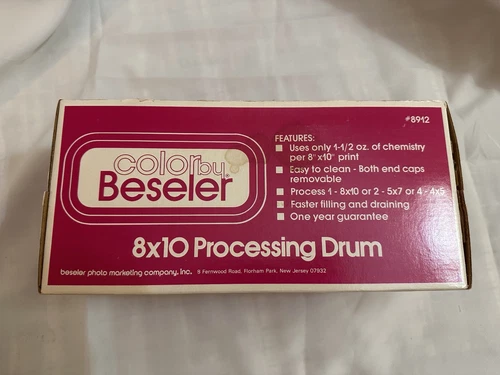 #8912
color by
Beseler
FEATURES:
Uses only 1-1/2 oz. of chemistry
per 8"x10" print
Easy to clean - Both end caps
removable
Process 1 - 8x10 or 2 - 5x7 or 4 - 4x5
Faster filling and draining
One year guarantee
8x10 Processing Drum
beseler photo marketing company, inc. 8 Fernwood Road, Florham Park, New Jersey 07932